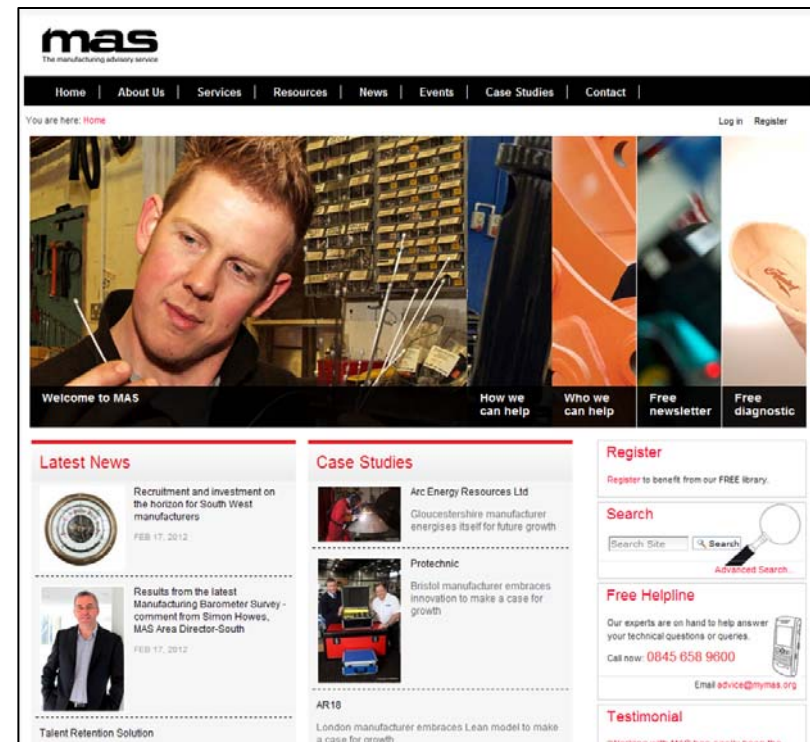 mas
The manufacturing advisory service
Home | About Us | Services | Resources | News | Events | Case Studies | Contact |
You are here: Home
Log in Register
Welcome to MAS
How we
can help
Who we
can help
Free
newsletter
Free
diagnostic
Latest News
Recruitment and investment on
the horizon for South West
manufacturers
FEB 17, 2012
Results from the latest
Manufacturing Barometer Survey -
comment from Simon Howes,
MAS Area Director-South
FEB 17, 2012
Talent Retention Solution
Case Studies
Arc Energy Resources Ltd
Gloucestershire manufacturer
energises itself for future growth
Protechnic
Bristol manufacturer embraces
innovation to make a case for
growth
AR18
London manufacturer embraces Lean model to make
a case for growth
Register
Register to benefit from our FREE library.
Search
Search Site
Search
Advanced Search...
Free Helpline
Our experts are on hand to help answer
your technical questions or queries.
Call now: 0845 658 9600
Email advice@mymas.org
Testimonial